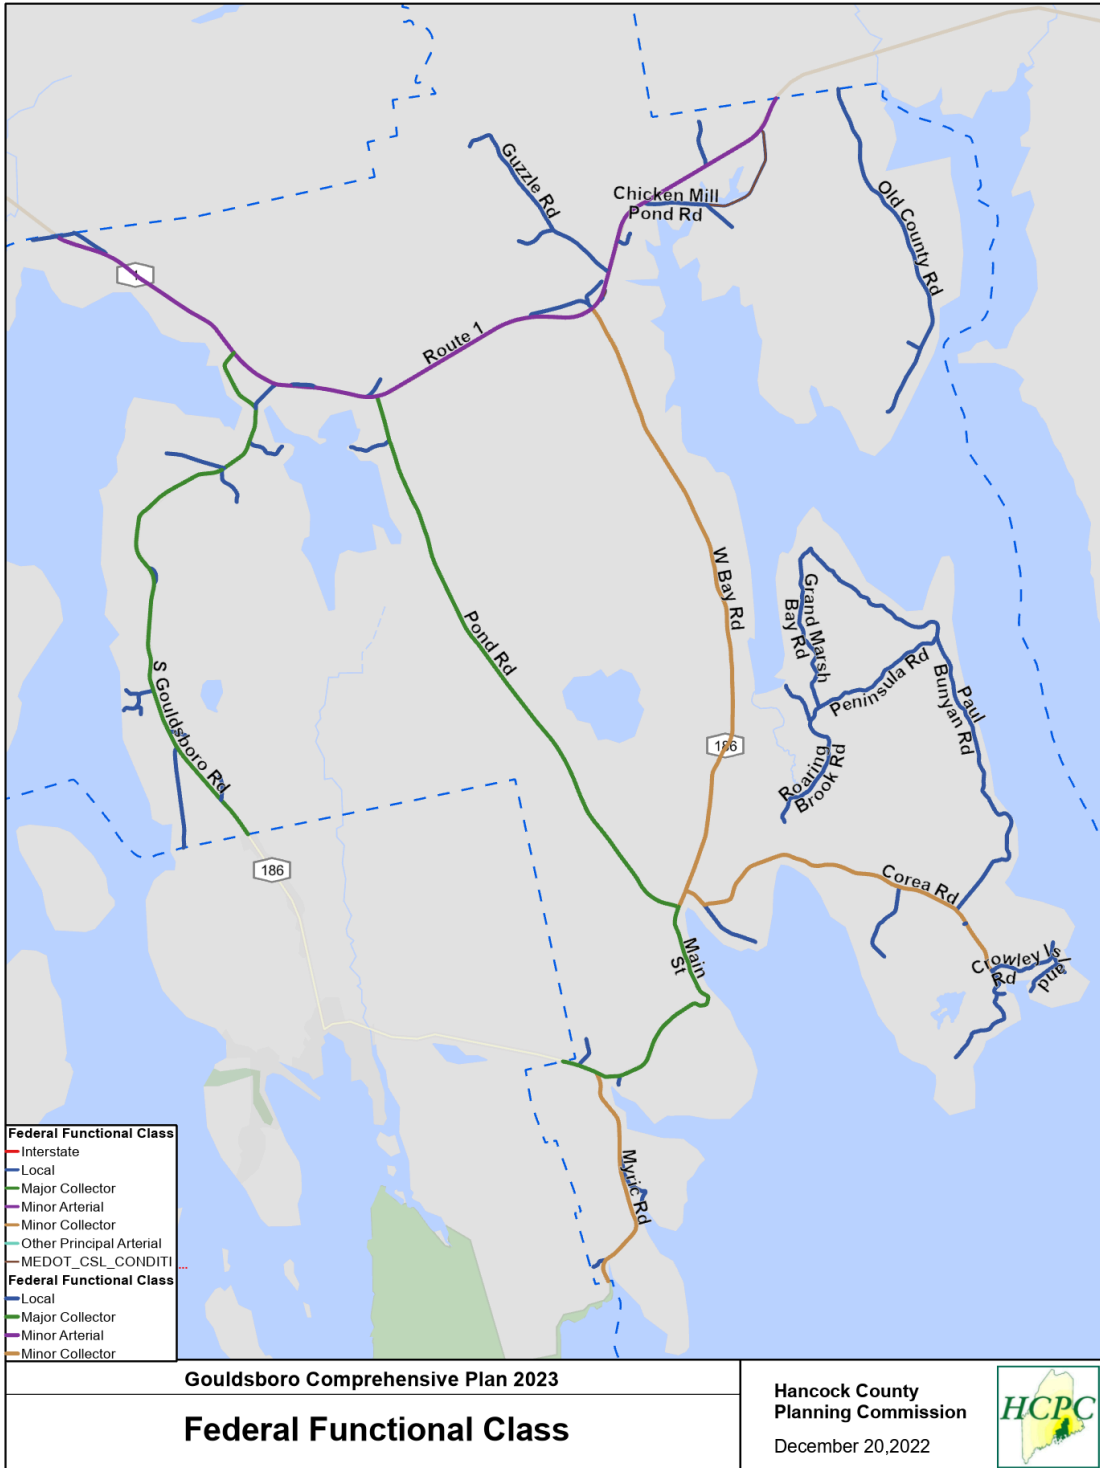 Guzzle Rd
Chicken Mill
Pond Rd
Old County Rd
1
Route 1
W Bay Rd
Grand Marsh
Bay Rd
Pond Rd
Peninsula Rd
Paul
Bunyan Rd
S Gouldsboro Rd
186
Roaring
Brook Rd
186
Corea Rd
Main
St
Crowley Is
land
Rd
Myric Rd
Federal Functional Class
Interstate
Local
Major Collector
Minor Arterial
Minor Collector
Other Principal Arterial
MEDOT_CSL_CONDITI ...
Federal Functional Class
Local
Major Collector
Minor Arterial
Minor Collector
Gouldsboro Comprehensive Plan 2023
Federal Functional Class
Hancock County
Planning Commission
December 20,2022
HCPC